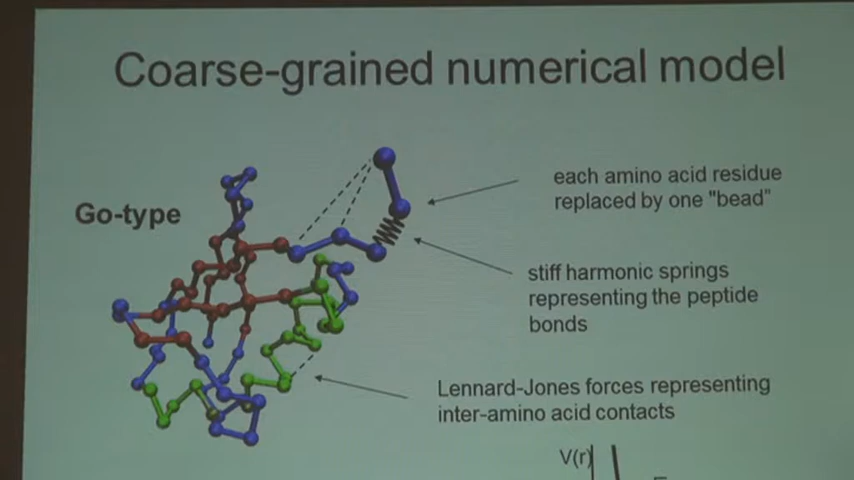 Coarse-grained numerical model
Go-type
each amino acid residue
replaced by one "bead"
stiff harmonic springs
representing the peptide
bonds
Lennard-Jones forces representing
inter-amino acid contacts
V(r)